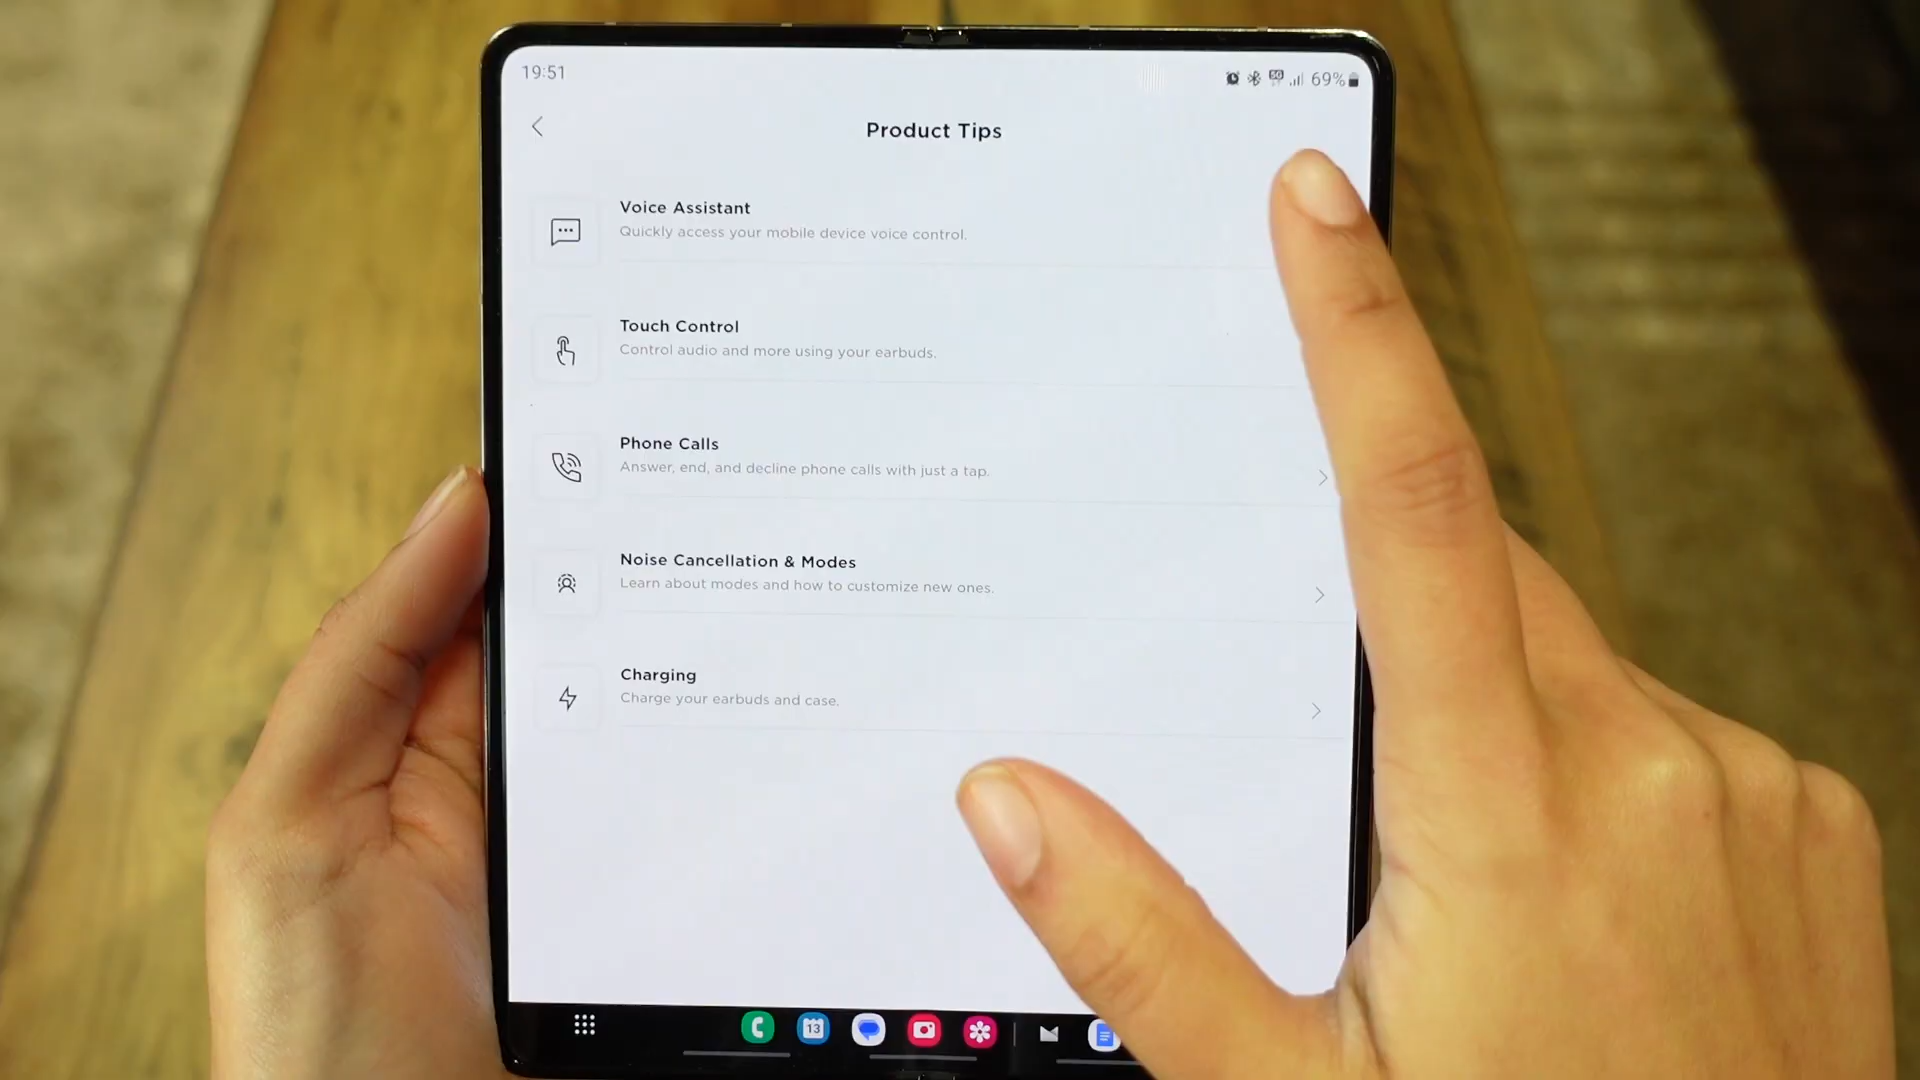 19:51
5G 69%
Product Tips
Voice Assistant
Quickly access your mobile device voice control.
Touch Control
Control audio and more using your earbuds.
Phone Calls
Answer, end, and decline phone calls with just a tap.
Noise Cancellation & Modes
Learn about modes and how to customize new ones.
Charging
Charge your earbuds and case.
13